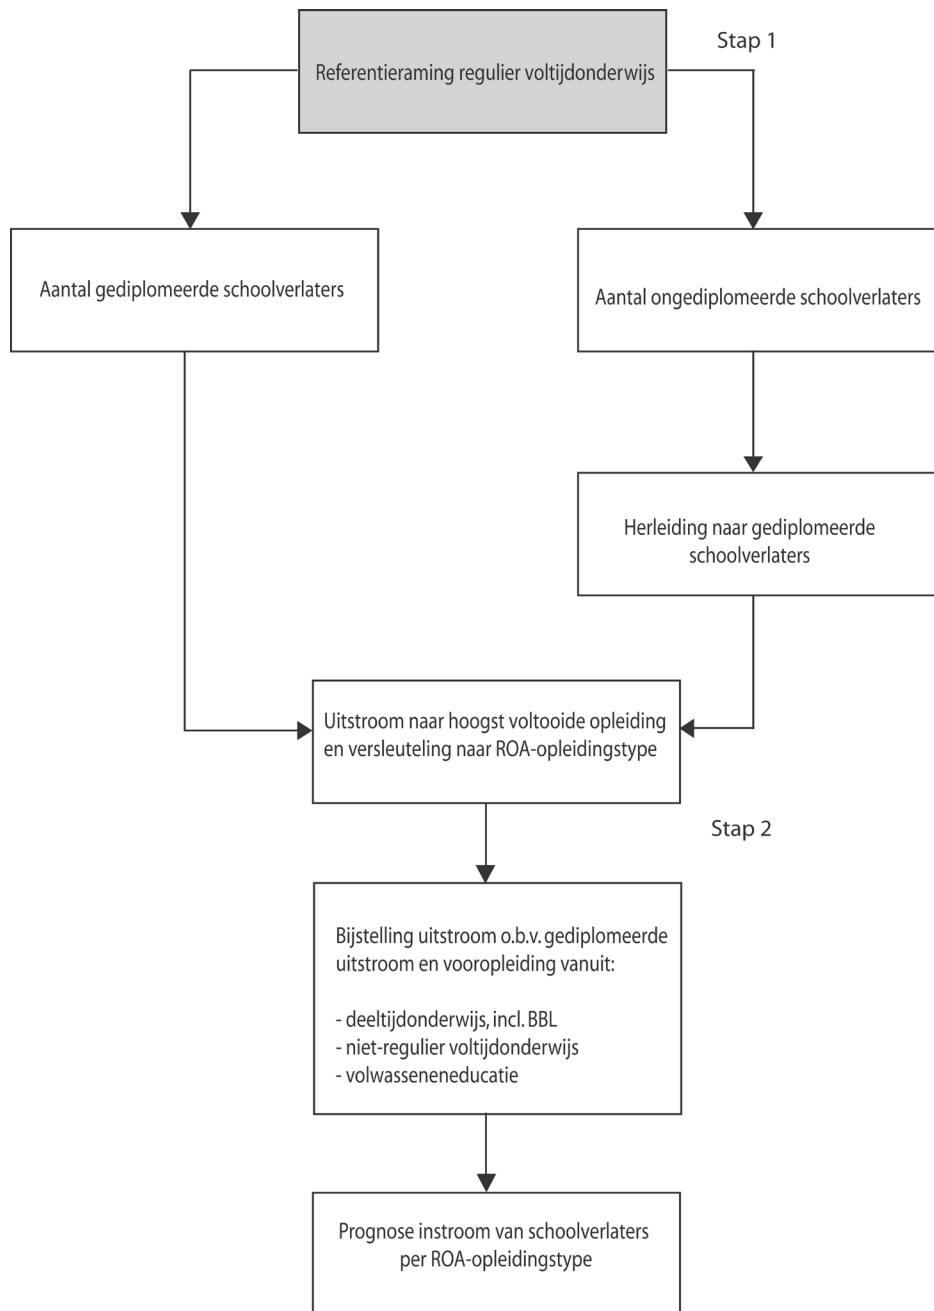 Stap 1
Referentieraming regulier voltijdonderwijs
Aantal gediplomeerde schoolverlaters
Aantal ongediplomeerde schoolverlaters
Herleiding naar gediplomeerde
schoolverlaters
Uitstroom naar hoogst voltooide opleiding
en versleuteling naar ROA-opleidingstype
Stap 2
Bijstelling uitstroom o.b.v. gediplomeerde
uitstroom en vooropleiding vanuit:
- deeltijdonderwijs, incl. BBL
- niet-regulier voltijdonderwijs
- volwasseneneducatie
Prognose instroom van schoolverlaters
per ROA-opleidingstype